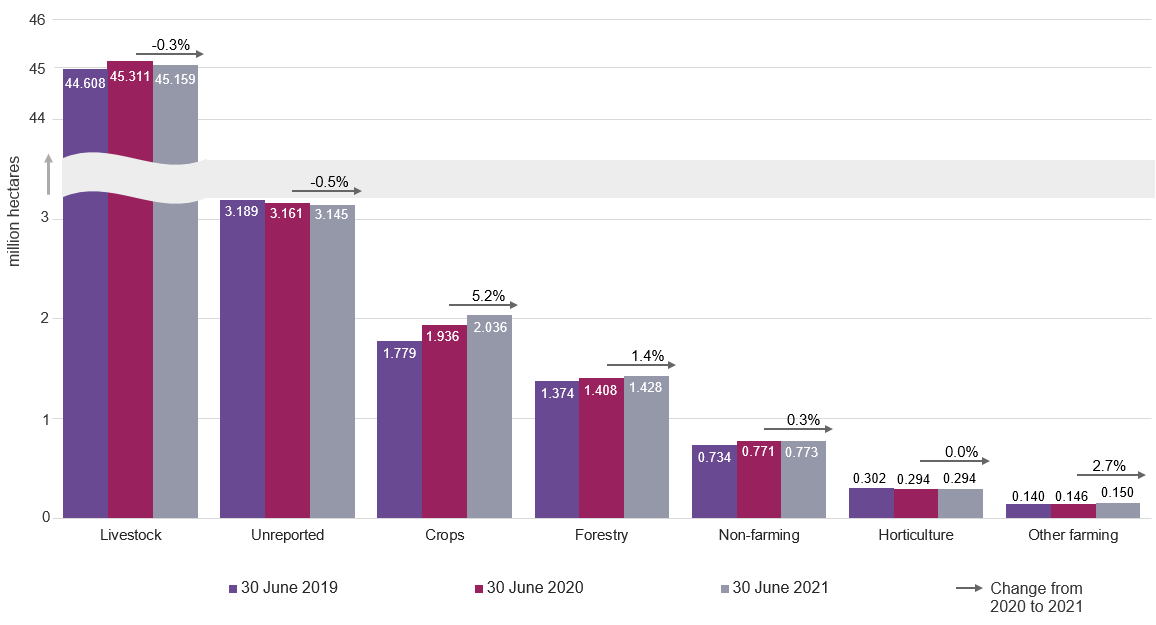 46
45
44
3
2
1
0
million hectares
-0.3%
44.608 45.311 45.159
-0.5%
3.189 3.161 3.145
5.2%
1.779 1.936 2.036
1.4%
1.374 1.408 1.428
0.3%
0.734 0.771 0.773
0.0%
0.302 0.294 0.294
2.7%
0.140 0.146 0.150
Livestock Unreported Crops Forestry Non-farming Horticulture Other farming
30 June 2019 30 June 2020 30 June 2021 Change from
2020 to 2021